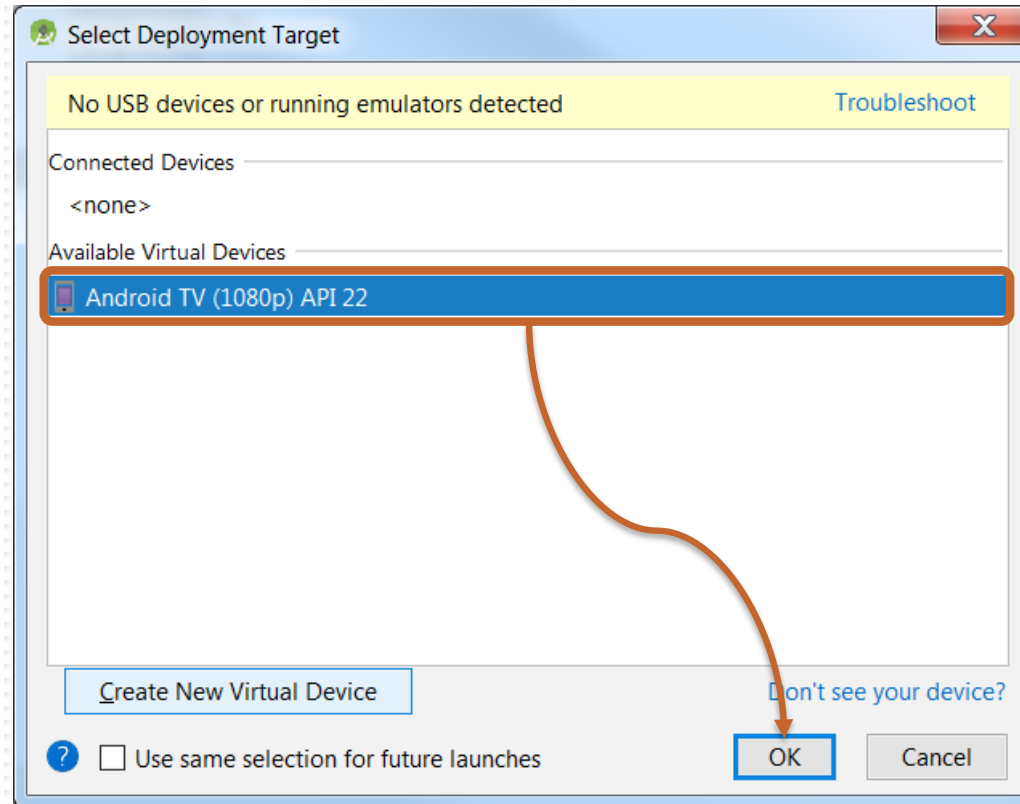 Select Deployment Target
No USB devices or running emulators detected Troubleshoot
Connected Devices
<none>
Available Virtual Devices
Android TV (1080p) API 22
Create New Virtual Device Don't see your device?
? Use same selection for future launches OK Cancel